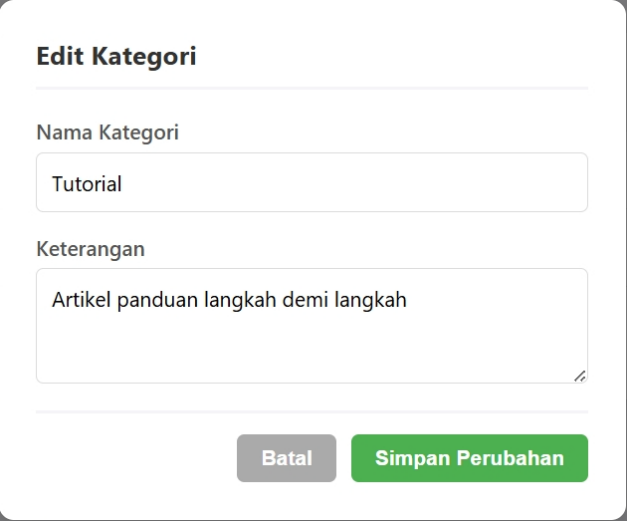 Edit Kategori
Nama Kategori
Tutorial
Keterangan
Artikel panduan langkah demi langkah
Batal
Simpan Perubahan